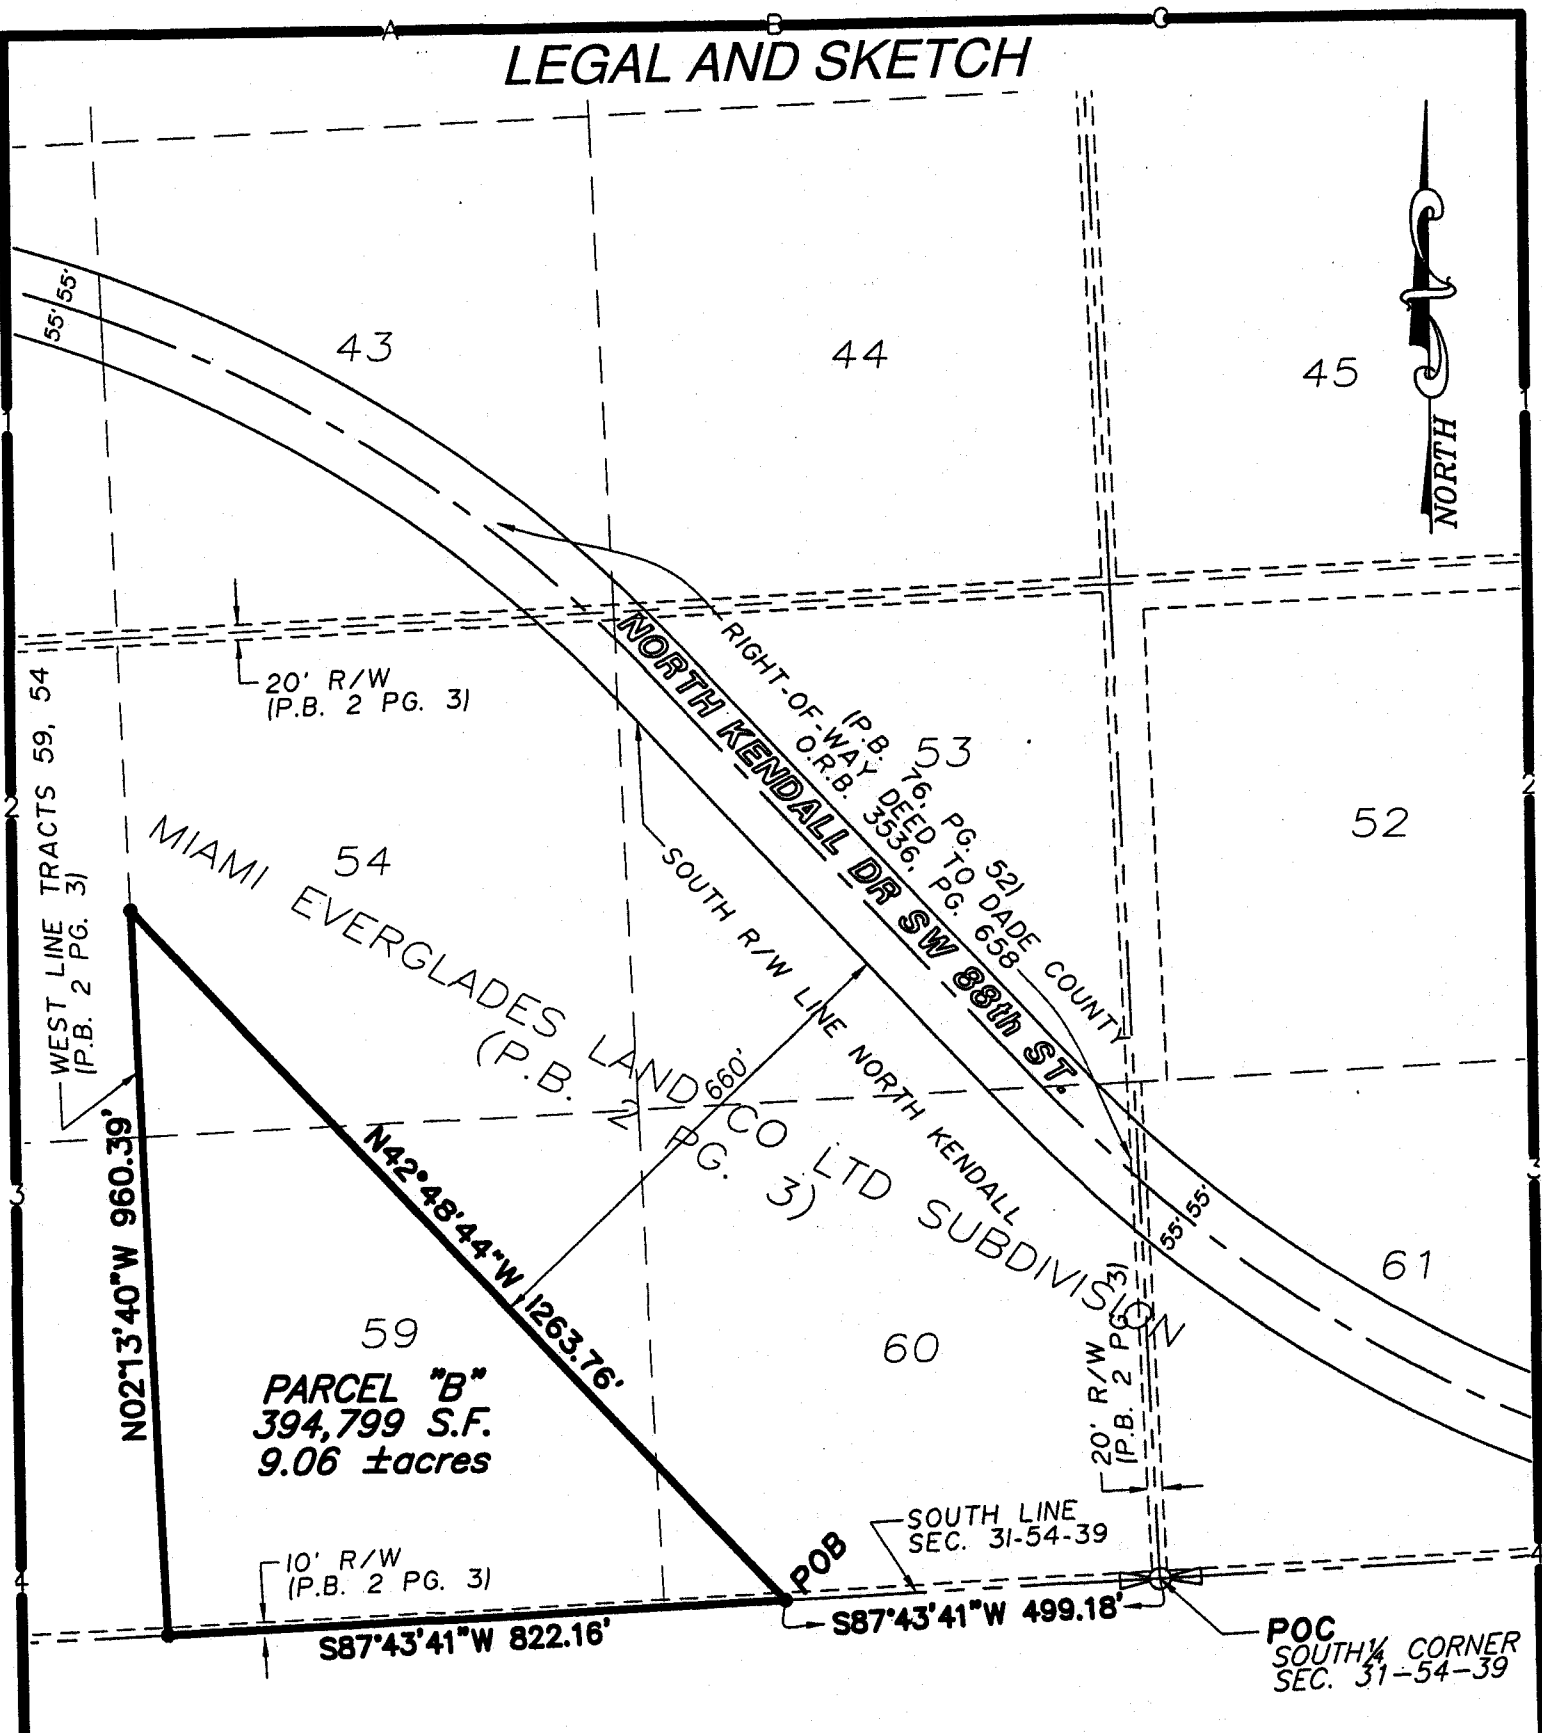 A B C
LEGAL AND SKETCH
43
44
45
NORTH
55' 55'
1
1
20' R/W
(P.B. 2 PG. 3)
WEST LINE TRACTS 59, 54
(P.B. 2 PG. 3)
NORTH KENDALL DR SW 88th ST.
RIGHT-OF-WAY DEED TO DADE COUNTY
(P.B. 76, PG. 52)
O.R.B. 3536, PG. 658
53
52
54
2
2
MIAMI EVERGLADES LAND CO LTD SUBDIVISION
(P.B. 2 PG. 3)
SOUTH R/W LINE NORTH KENDALL
660'
N02°13'40"W 960.39'
N42°48'44"W 1263.76'
3
3
55' 55'
61
59
60
PARCEL "B"
394,799 S.F.
9.06 ±acres
20' R/W
(P.B. 2 PG. 3)
SOUTH LINE
SEC. 31-54-39
POB
10' R/W
(P.B. 2 PG. 3)
4
4
S87°43'41"W 822.16'
S87°43'41"W 499.18'
POC
SOUTH ¼ CORNER
SEC. 31-54-39